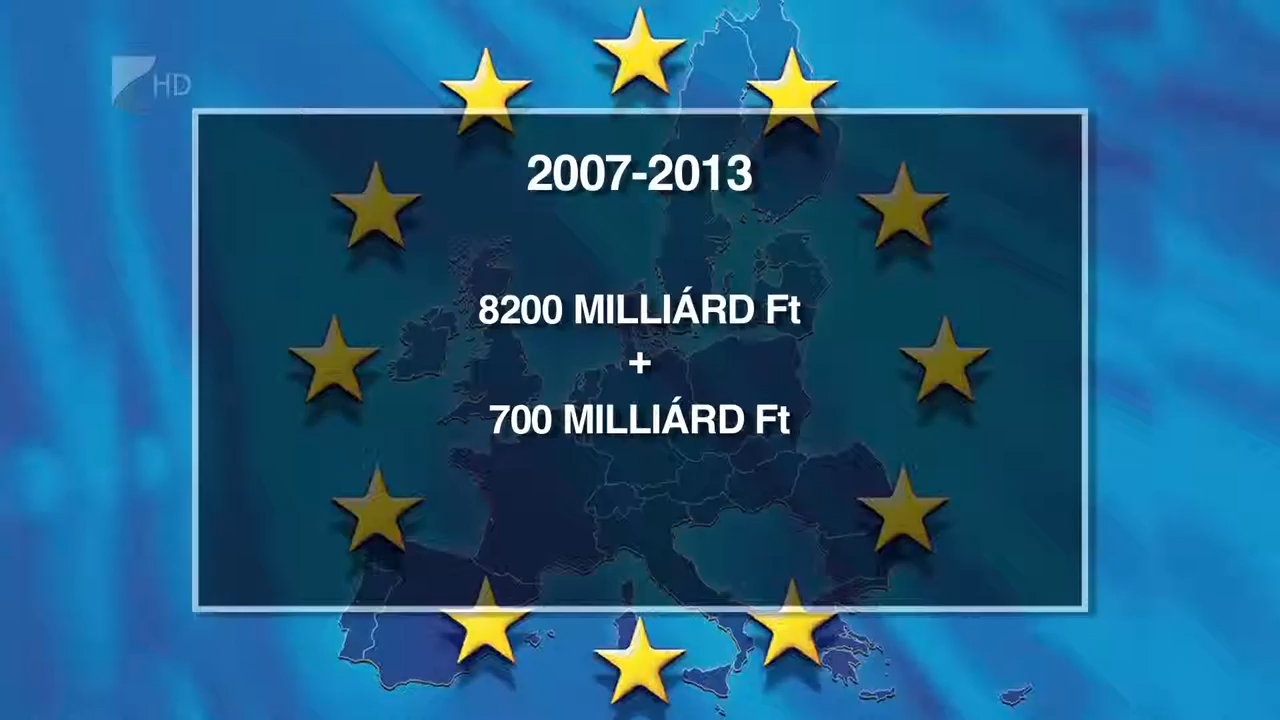 HD
2007-2013
8200 MILLIÁRD Ft
+
700 MILLIÁRD Ft